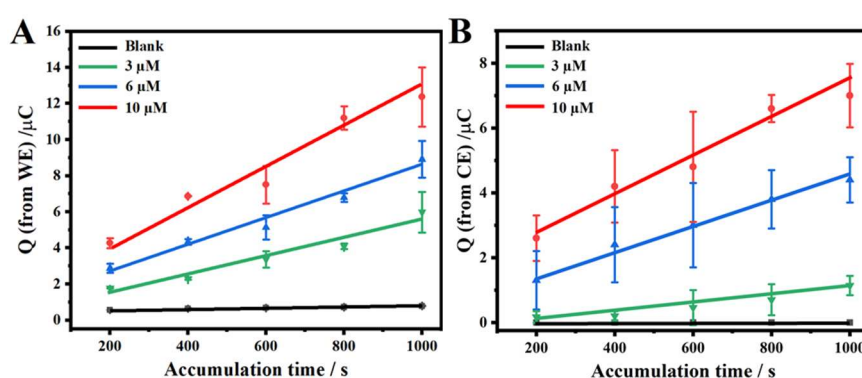 A
Blank
3 µM
6 µM
10 µM
Q (from WE) /µC
16
14
12
10
8
6
4
2
0
200 400 600 800 1000
Accumulation time / s
B
Blank
3 µM
6 µM
10 µM
Q (from CE) /µC
8
6
4
2
0
200 400 600 800 1000
Accumulation time / s